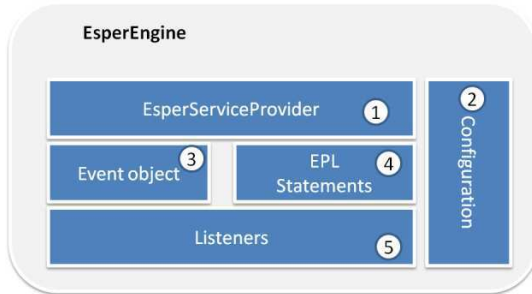 EsperEngine
EsperServiceProvider
1
2
Configuration
Event object
3
EPL
Statements
4
Listeners
5